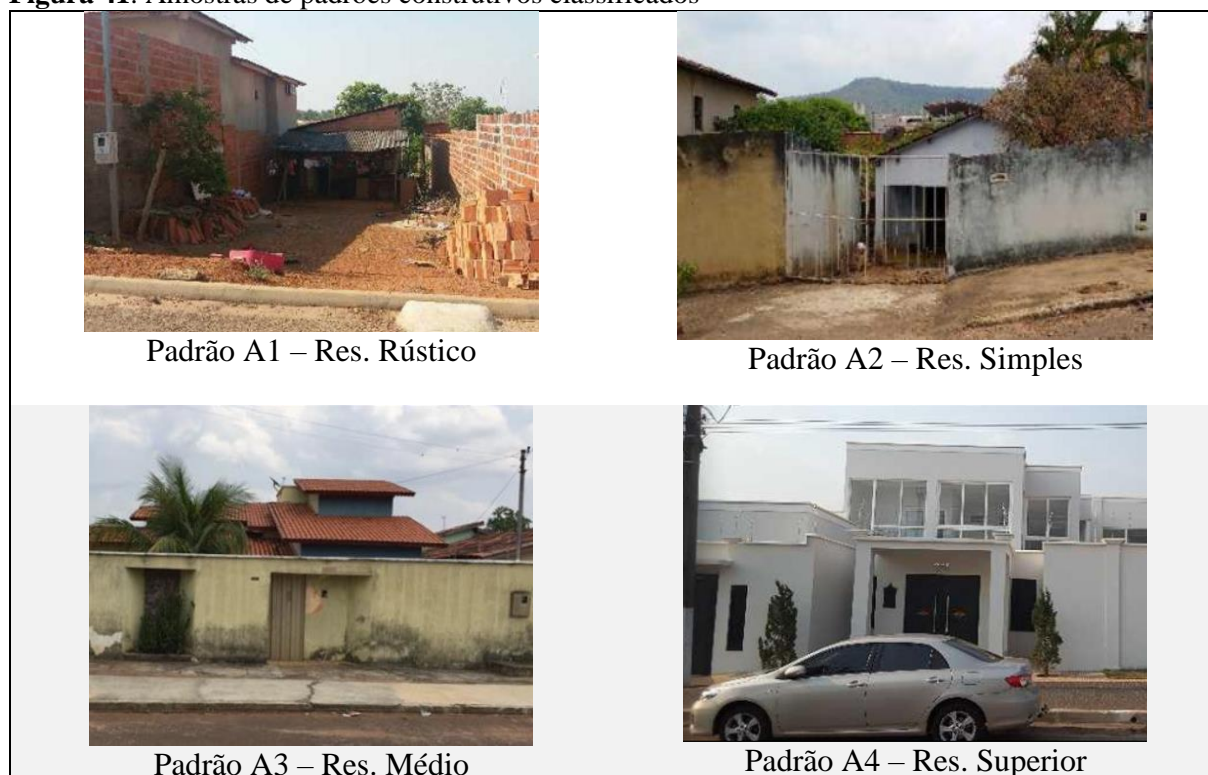 Figura 41: Amostras de padrões construtivos classificados
Padrão A1 – Res. Rústico
Padrão A2 – Res. Simples
Padrão A3 – Res. Médio
Padrão A4 – Res. Superior